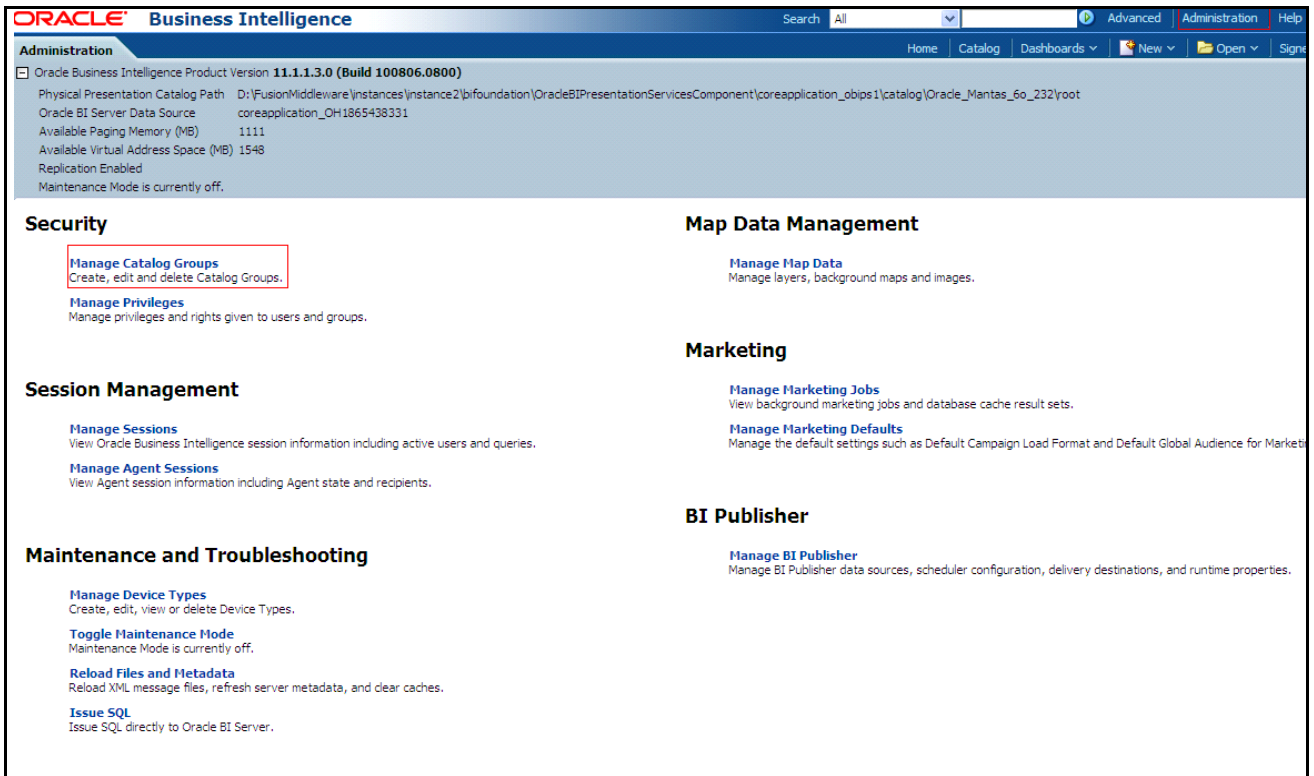 ORACLE Business Intelligence
Search All Advanced Administration Help
Administration
Home Catalog Dashboards New Open Signe
Oracle Business Intelligence Product Version 11.1.1.3.0 (Build 100806.0800)
Physical Presentation Catalog Path D:\FusionMiddleware\instances\instance2\bifoundation\OracleBIPresentationServicesComponent\coreapplication_obips1\catalog\Oracle_Mantas_6o_232\root
Oracle BI Server Data Source coreapplication_OH1865438331
Available Paging Memory (MB) 1111
Available Virtual Address Space (MB) 1548
Replication Enabled
Maintenance Mode is currently off.
Security
Manage Catalog Groups
Create, edit and delete Catalog Groups.
Manage Privileges
Manage privileges and rights given to users and groups.
Session Management
Manage Sessions
View Oracle Business Intelligence session information including active users and queries.
Manage Agent Sessions
View Agent session information including Agent state and recipients.
Maintenance and Troubleshooting
Manage Device Types
Create, edit, view or delete Device Types.
Toggle Maintenance Mode
Maintenance Mode is currently off.
Reload Files and Metadata
Reload XML message files, refresh server metadata, and clear caches.
Issue SQL
Issue SQL directly to Oracle BI Server.
Map Data Management
Manage Map Data
Manage layers, background maps and images.
Marketing
Manage Marketing Jobs
View background marketing jobs and database cache result sets.
Manage Marketing Defaults
Manage the default settings such as Default Campaign Load Format and Default Global Audience for Marketi
BI Publisher
Manage BI Publisher
Manage BI Publisher data sources, scheduler configuration, delivery destinations, and runtime properties.